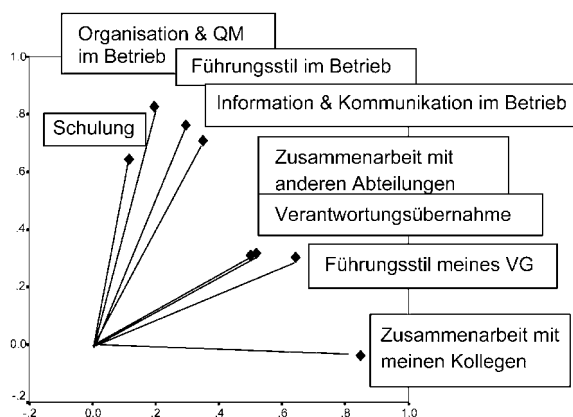 Organisation & QM
im Betrieb
Führungsstil im Betrieb
Information & Kommunikation im Betrieb
Schulung
Zusammenarbeit mit
anderen Abteilungen
Verantwortungsübernahme
Führungsstil meines VG
Zusammenarbeit mit
meinen Kollegen
1.0
.8
.6
.4
.2
0.0
-.2
-.2
0.0
.2
.4
.6
.8
1.0